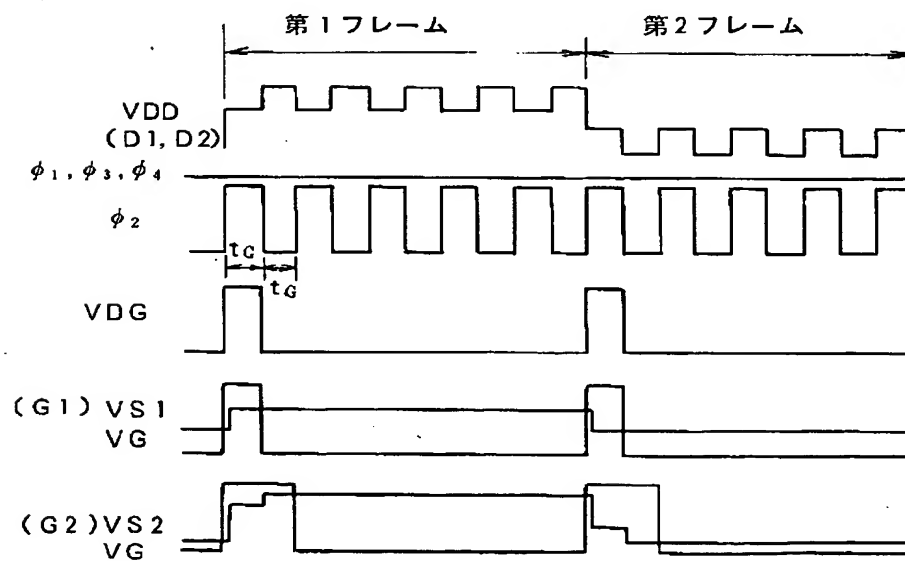 第1フレーム 第2フレーム
VDD
(D1, D2)
φ1, φ3, φ4
φ2
tG
tG
VDG
(G1) VS1
VG
(G2) VS2
VG